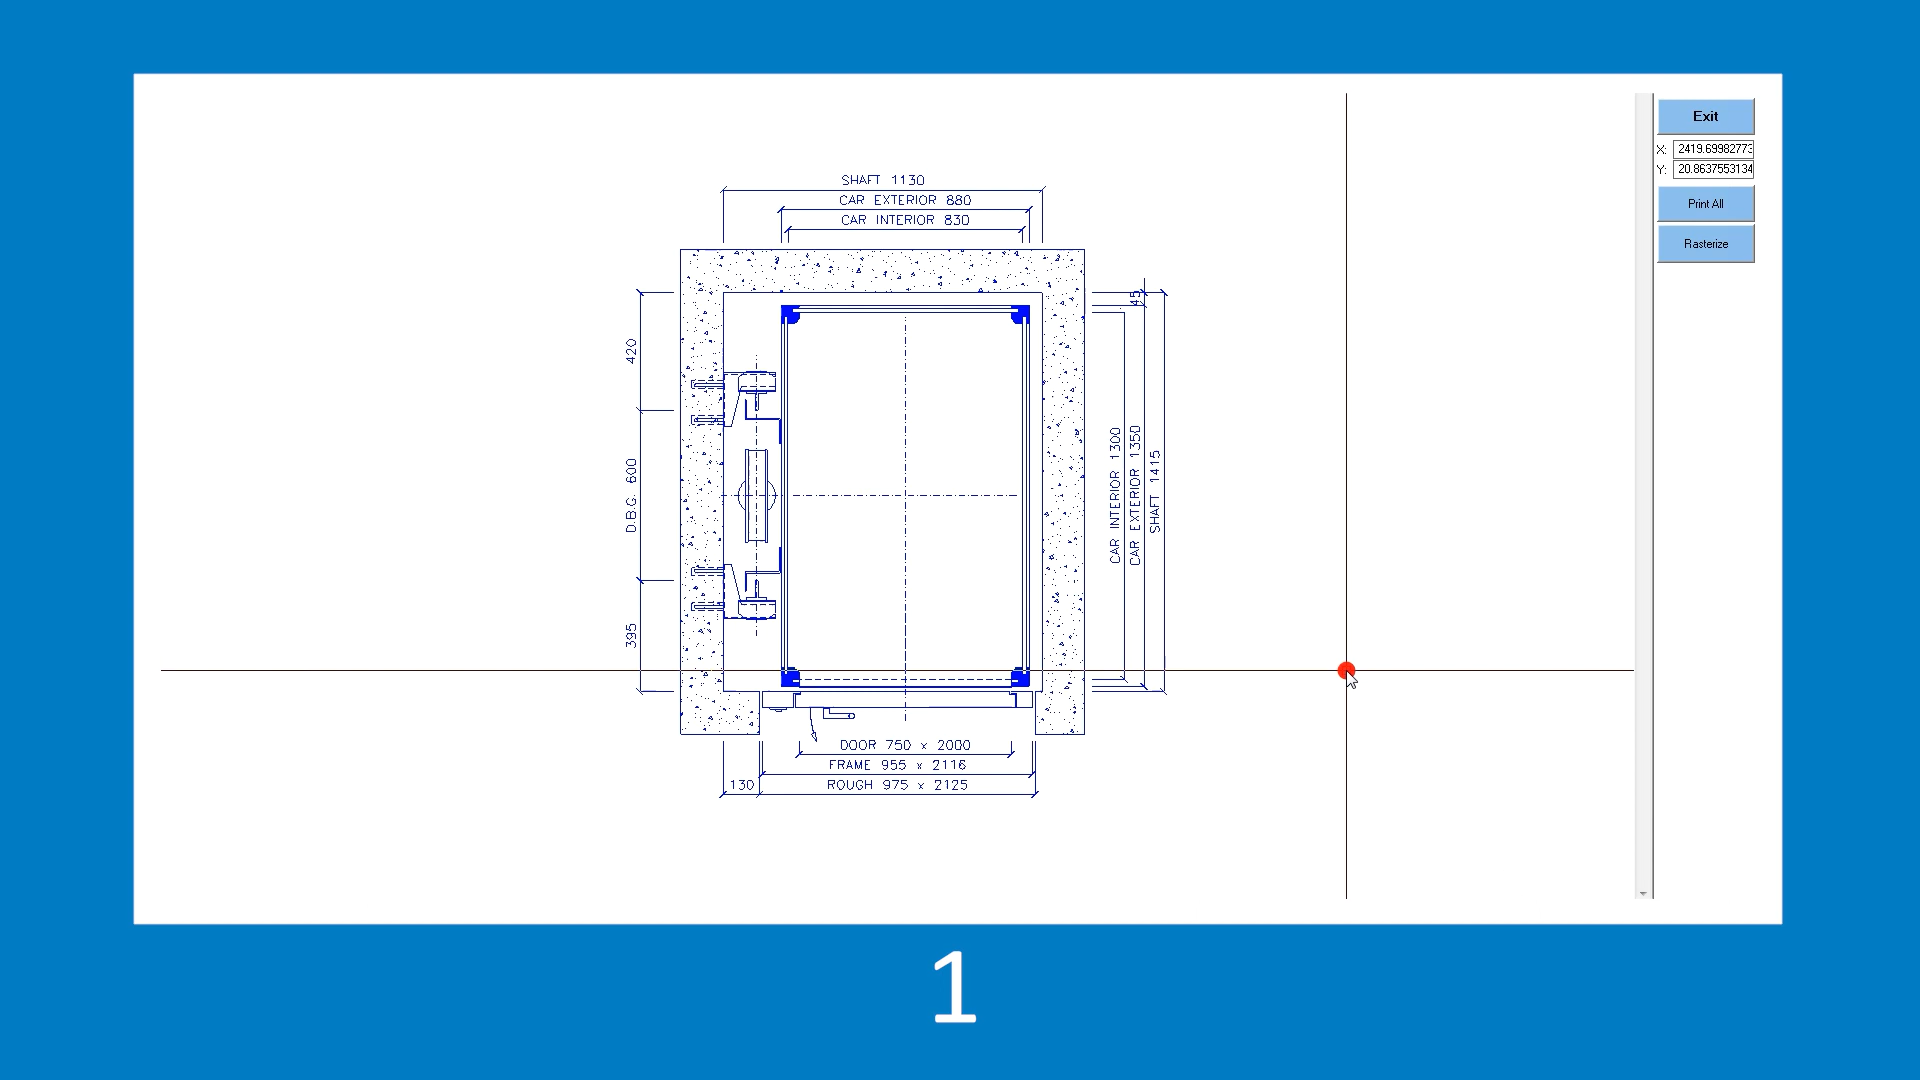 SHAFT 1130
CAR EXTERIOR 880
CAR INTERIOR 830
Exit
X: 2419.69982773
Y: 20.8637553134
Print All
Rasterize
45
420
D.B.G. 600
395
CAR INTERIOR 1300
CAR EXTERIOR 1350
SHAFT 1415
DOOR 750 x 2000
FRAME 955 x 2116
130
ROUGH 975 x 2125
1